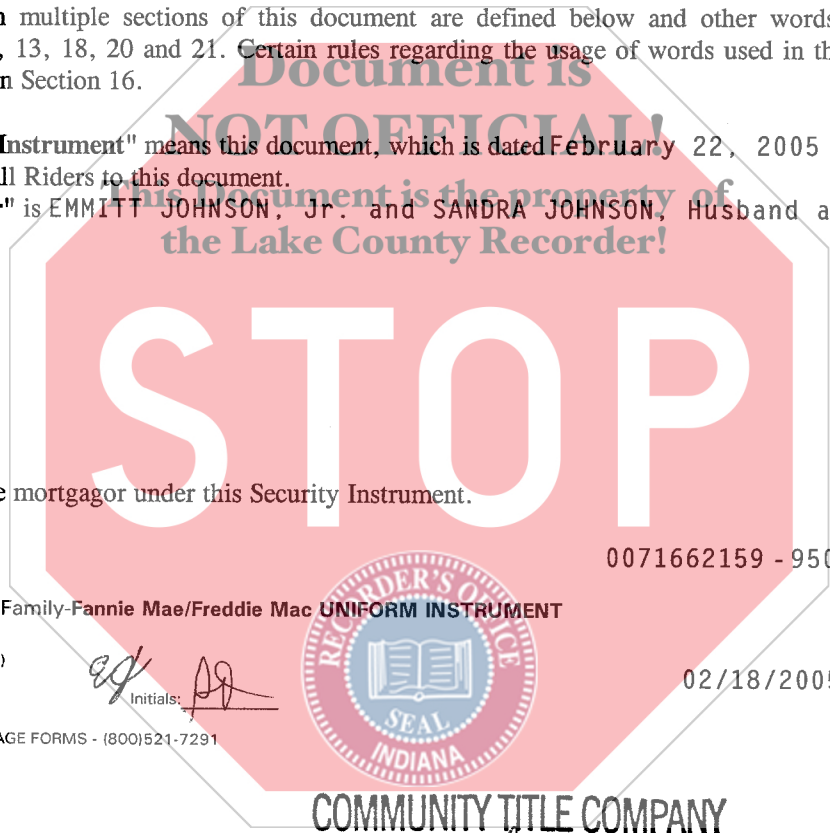 multiple sections of this document are defined below and other words
, 13, 18, 20 and 21. Certain rules regarding the usage of words used in th
n Section 16.
Document is
NOT OFFICIAL!
Instrument" means this document, which is dated February 22, 2005
ll Riders to this document.
This Document is the property of
" is EMMITT JOHNSON, Jr. and SANDRA JOHNSON, Husband a
the Lake County Recorder!
STOP
e mortgagor under this Security Instrument.
0071662159 - 950
Family-Fannie Mae/Freddie Mac UNIFORM INSTRUMENT
RECORDER'S OFFICE
)
EJ
Initials: SJ
02/18/2005
SEAL
INDIANA
AGE FORMS - (800)521-7291
COMMUNITY TITLE COMPANY